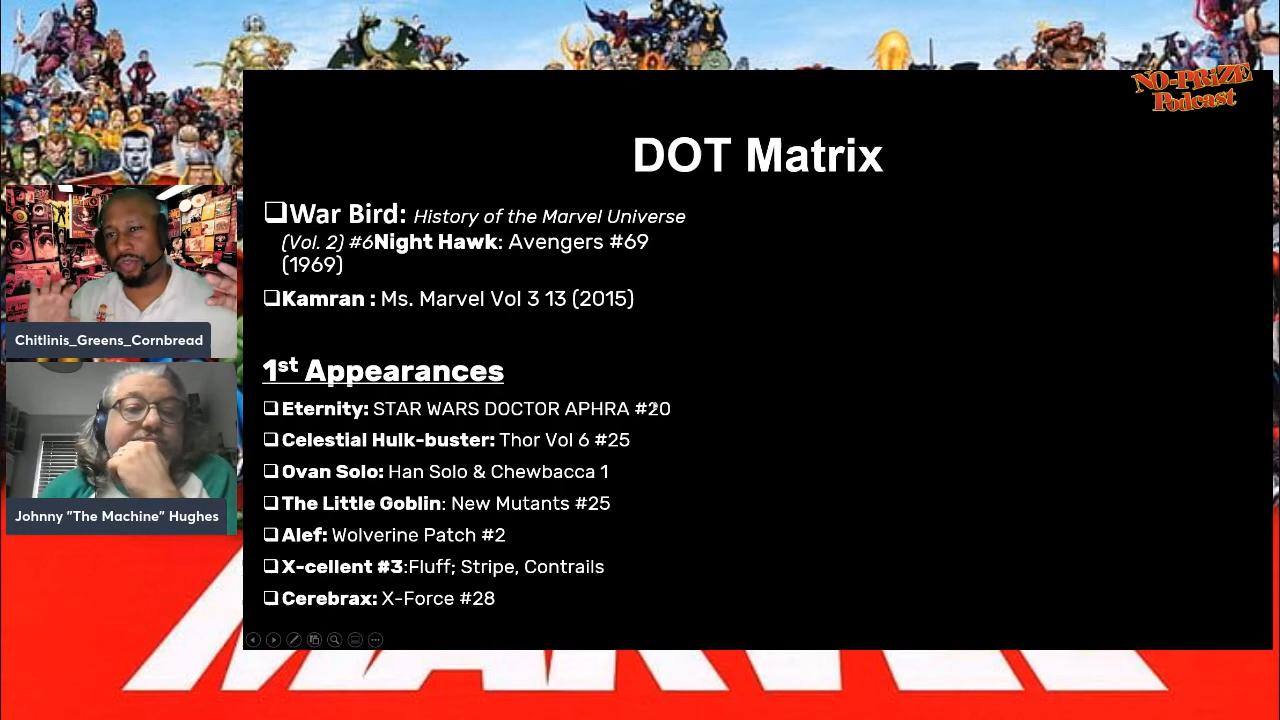 NO-PRIZE
Podcast
DOT Matrix
War Bird: History of the Marvel Universe
(Vol. 2) #6Night Hawk: Avengers #69
(1969)
Kamran : Ms. Marvel Vol 3 13 (2015)
1st Appearances
Eternity: STAR WARS DOCTOR APHRA #20
Celestial Hulk-buster: Thor Vol 6 #25
Ovan Solo: Han Solo & Chewbacca 1
The Little Goblin: New Mutants #25
Alef: Wolverine Patch #2
X-cellent #3:Fluff; Stripe, Contrails
Cerebrax: X-Force #28
Chitlinis_Greens_Cornbread
Johnny "The Machine" Hughes
MARVEL